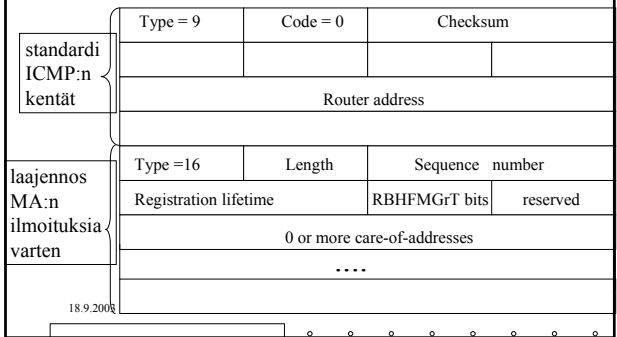 Type = 9 Code = 0 Checksum
standardi
ICMP:n
kentät
Router address
Type =16 Length Sequence number
laajennos
MA:n
ilmoituksia
varten
Registration lifetime RBHFMGrT bits reserved
0 or more care-of-addresses
....
18.9.2003